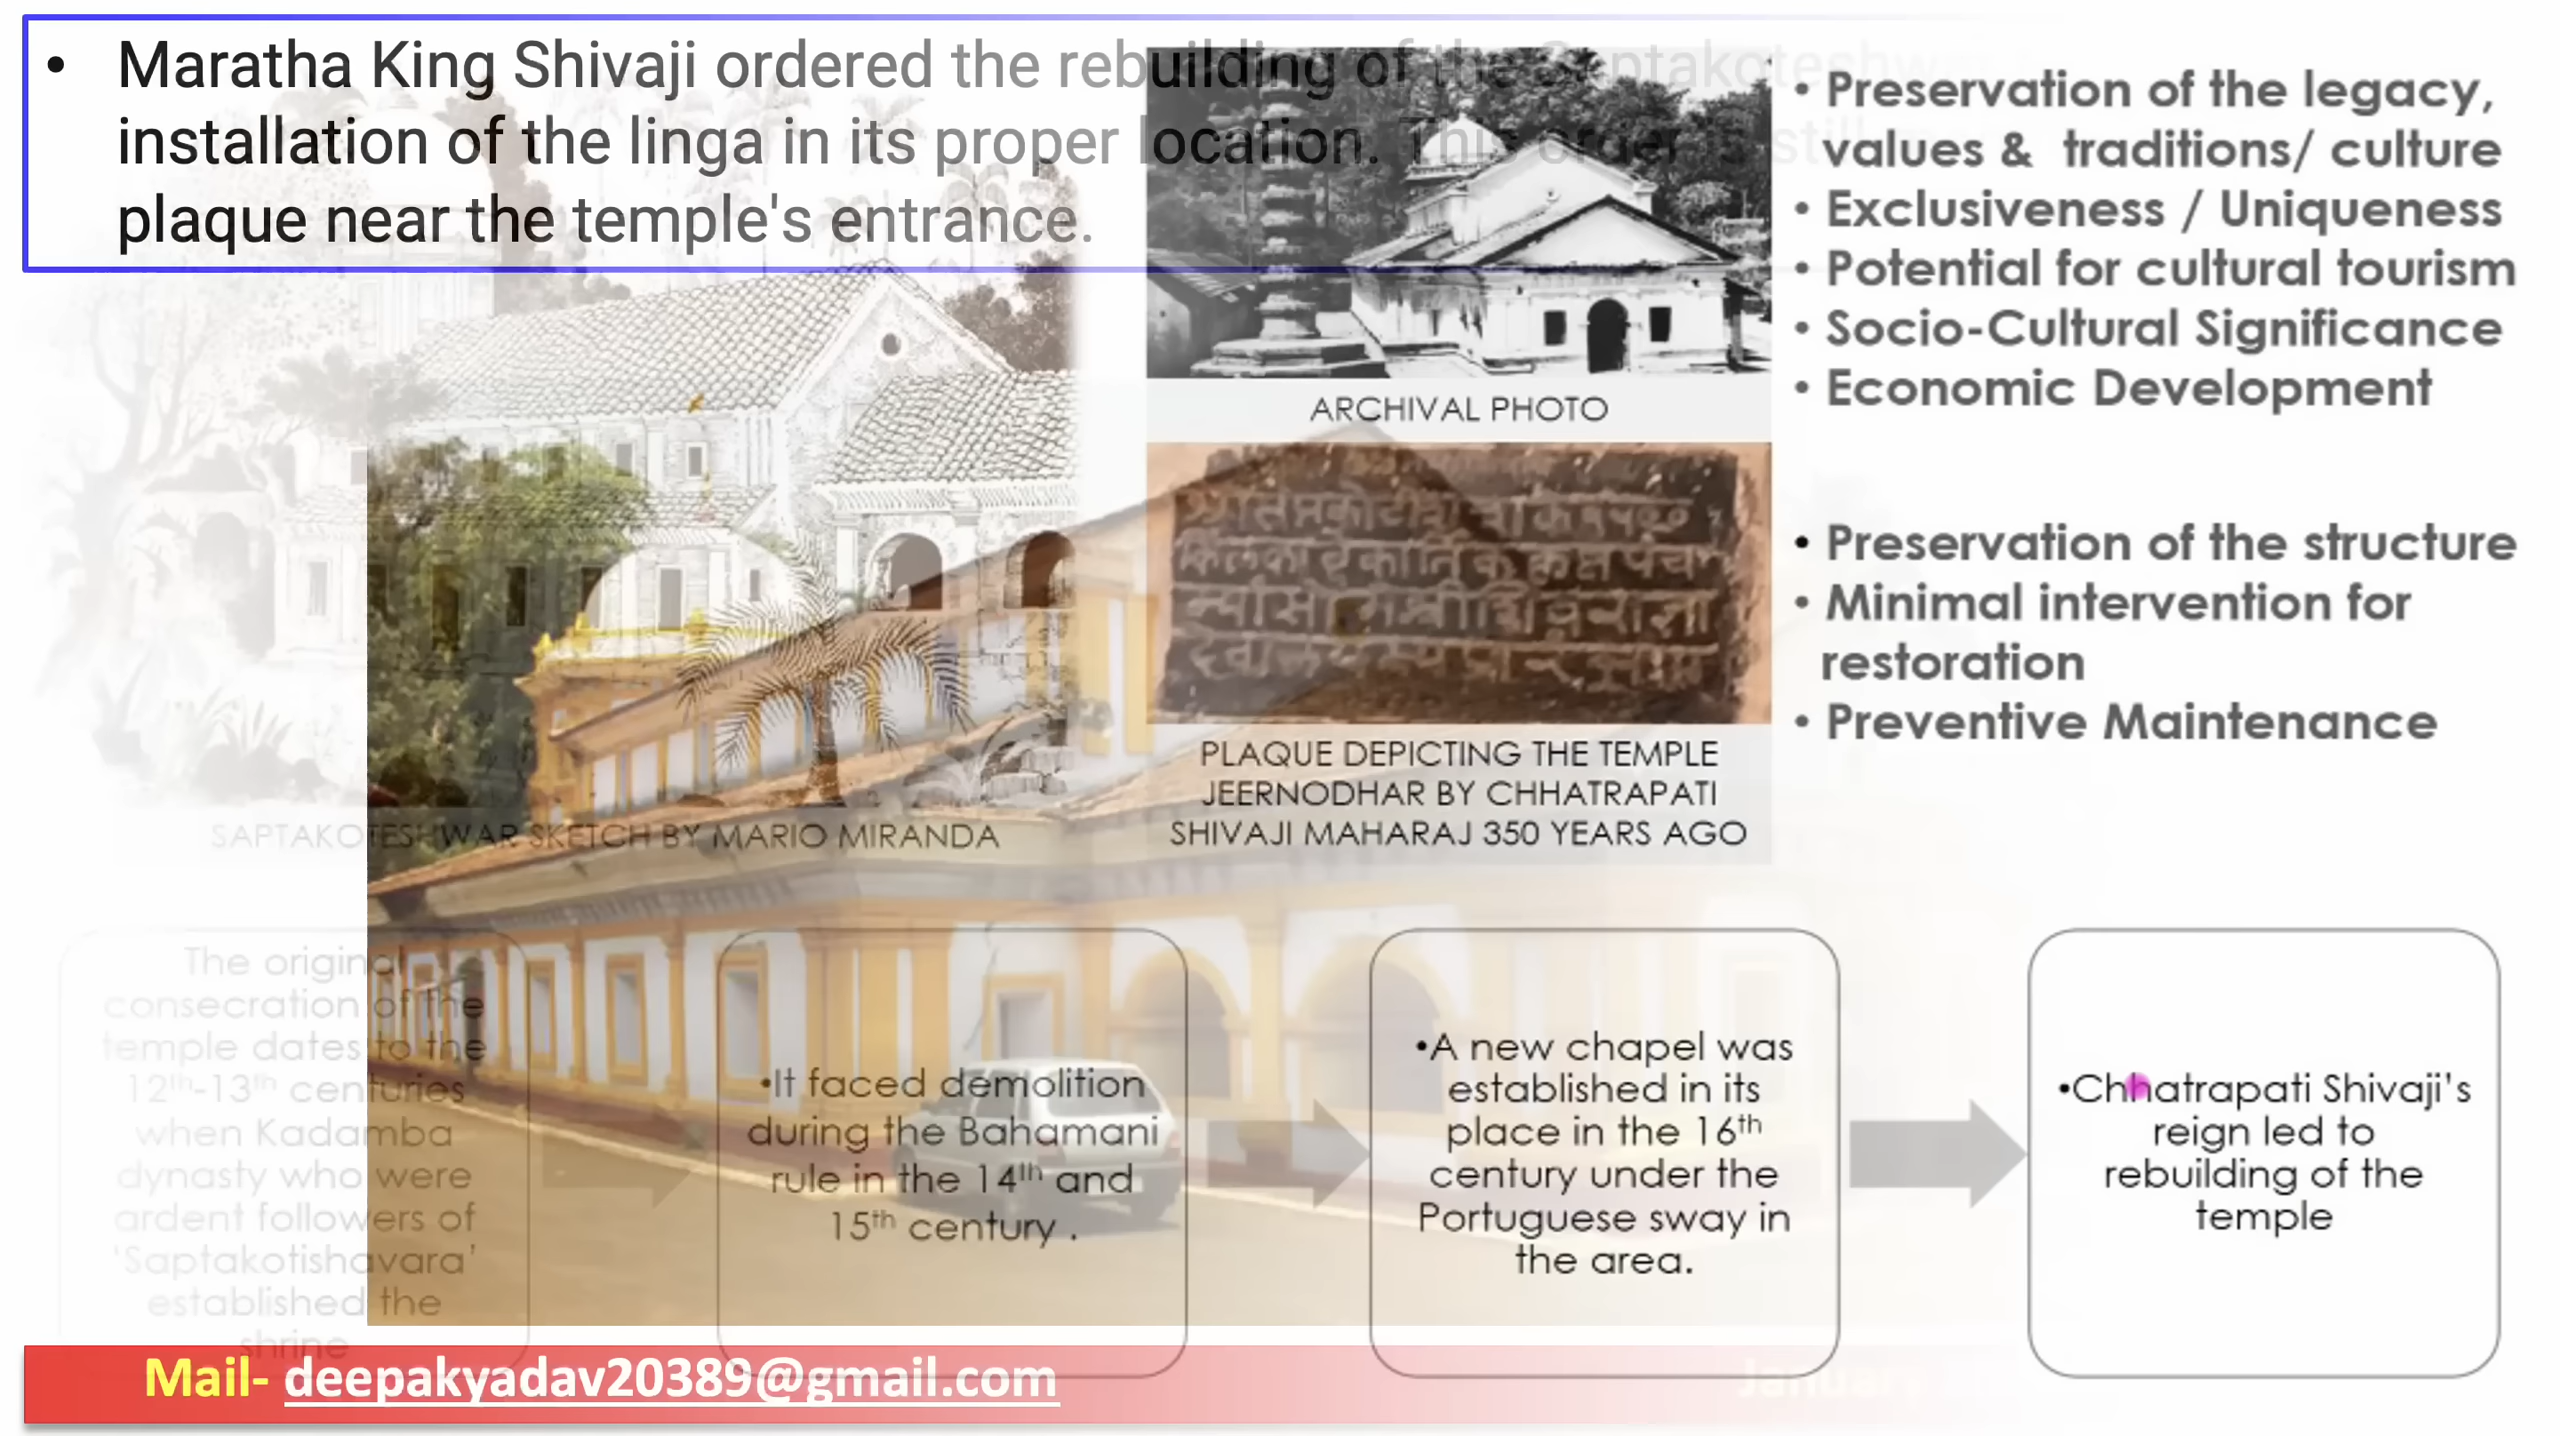 • Maratha King Shivaji ordered the rebuilding of the Saptakoteshwar
installation of the linga in its proper location. This order is still
plaque near the temple's entrance.
• Preservation of the legacy,
values & traditions/ culture
• Exclusiveness / Uniqueness
• Potential for cultural tourism
• Socio-Cultural Significance
• Economic Development
• Preservation of the structure
• Minimal intervention for
restoration
• Preventive Maintenance
ARCHIVAL PHOTO
PLAQUE DEPICTING THE TEMPLE
JEERNODHAR BY CHHATRAPATI
SHIVAJI MAHARAJ 350 YEARS AGO
SAPTAKOTESHWAR SKETCH BY MARIO MIRANDA
The original
consecration of the
temple dates to the
12th-13th centuries
when Kadamba
dynasty who were
ardent followers of
'Saptakotishavara'
established the
shrine
•It faced demolition
during the Bahamani
rule in the 14th and
15th century .
•A new chapel was
established in its
place in the 16th
century under the
Portuguese sway in
the area.
•Chhatrapati Shivaji's
reign led to
rebuilding of the
temple
Mail- deepakyadav20389@gmail.com
January